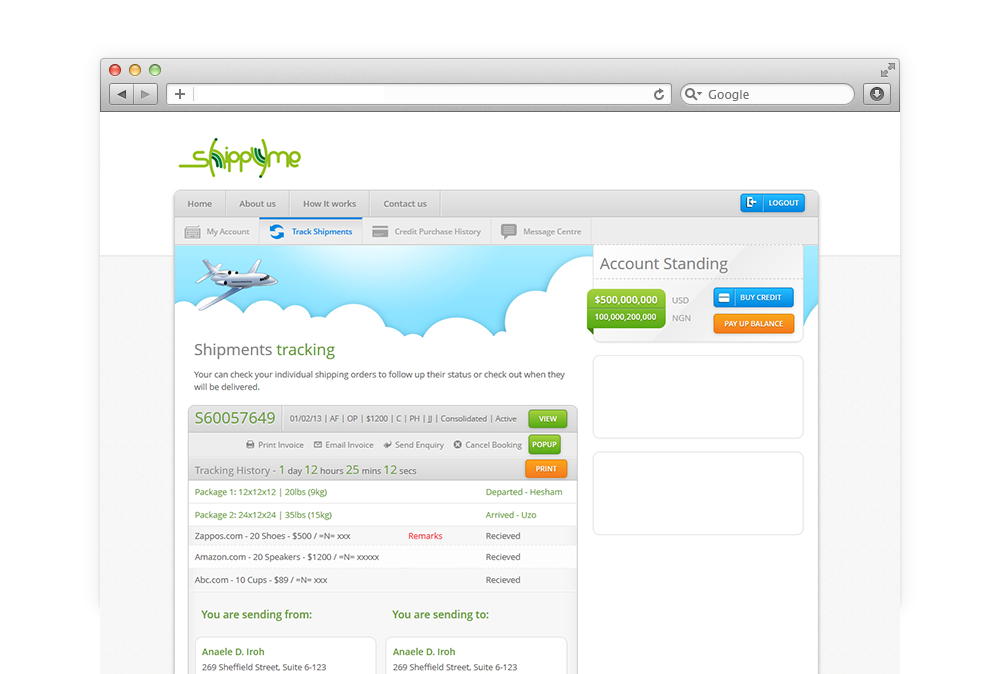 Google
shippyme
Home About us How It works Contact us LOGOUT
My Account Track Shipments Credit Purchase History Message Centre
Account Standing
$500,000,000 USD BUY CREDIT
100,000,200,000 NGN PAY UP BALANCE
Shipments tracking
Your can check your individual shipping orders to follow up their status or check out when they
will be delivered.
S60057649 01/02/13 | AF | OP | $1200 | C | PH | JJ | Consolidated | Active VIEW
Print Invoice Email Invoice Send Enquiry Cancel Booking POPUP
Tracking History - 1 day 12 hours 25 mins 12 secs PRINT
Package 1: 12x12x12 | 20lbs (9kg) Departed - Hesham
Package 2: 24x12x24 | 35lbs (15kg) Arrived - Uzo
Zappos.com - 20 Shoes - $500 / =N= xxx Remarks Recieved
Amazon.com - 20 Speakers - $1200 / =N= xxxxx Recieved
Abc.com - 10 Cups - $89 / =N= xxx Recieved
You are sending from: You are sending to:
Anaele D. Iroh Anaele D. Iroh
269 Sheffield Street, Suite 6-123 269 Sheffield Street, Suite 6-123